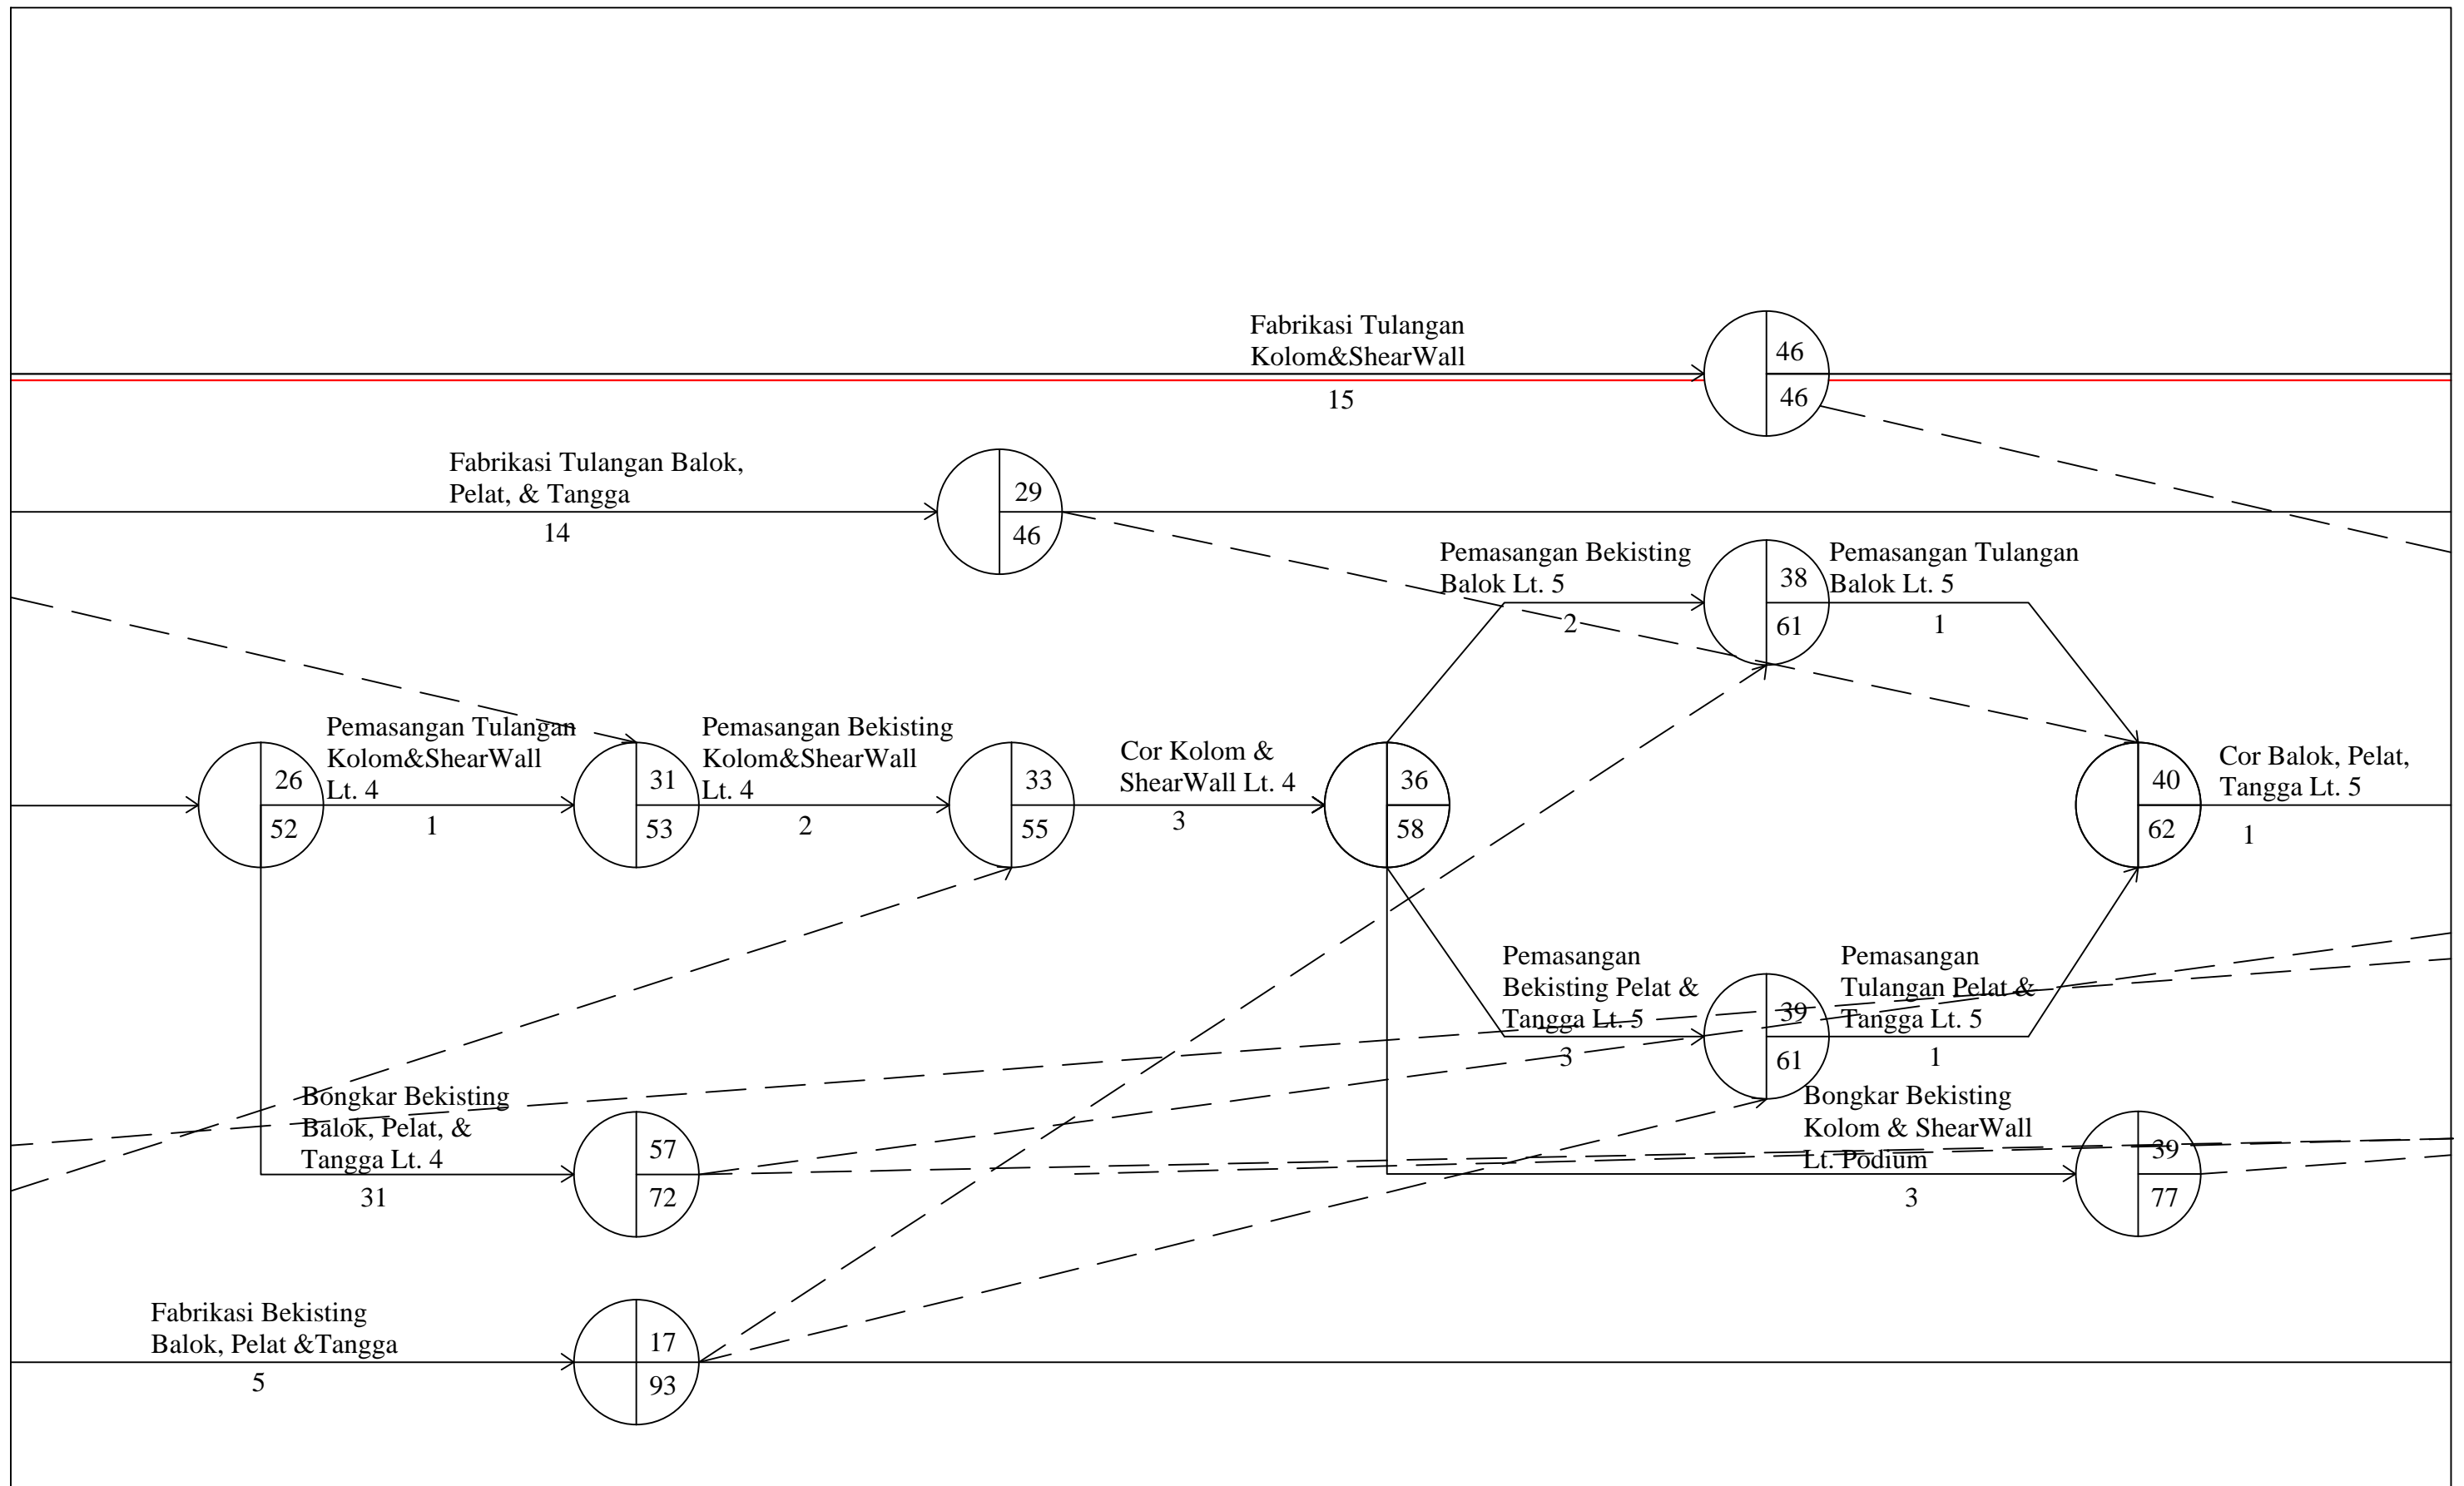 Fabrikasi Tulangan
Kolom&ShearWall
15
46
46
Fabrikasi Tulangan Balok,
Pelat, & Tangga
14
29
46
Pemasangan Bekisting
Balok Lt. 5
2
38
61
Pemasangan Tulangan
Balok Lt. 5
1
26
52
Pemasangan Tulangan
Kolom&ShearWall
Lt. 4
1
31
53
Pemasangan Bekisting
Kolom&ShearWall
Lt. 4
2
33
55
Cor Kolom &
ShearWall Lt. 4
3
36
58
40
62
Cor Balok, Pelat,
Tangga Lt. 5
1
Pemasangan
Bekisting Pelat &
Tangga Lt. 5
3
39
61
Pemasangan
Tulangan Pelat &
Tangga Lt. 5
1
Bongkar Bekisting
Balok, Pelat, &
Tangga Lt. 4
31
57
72
Bongkar Bekisting
Kolom & ShearWall
Lt. Podium
3
39
77
Fabrikasi Bekisting
Balok, Pelat &Tangga
5
17
93